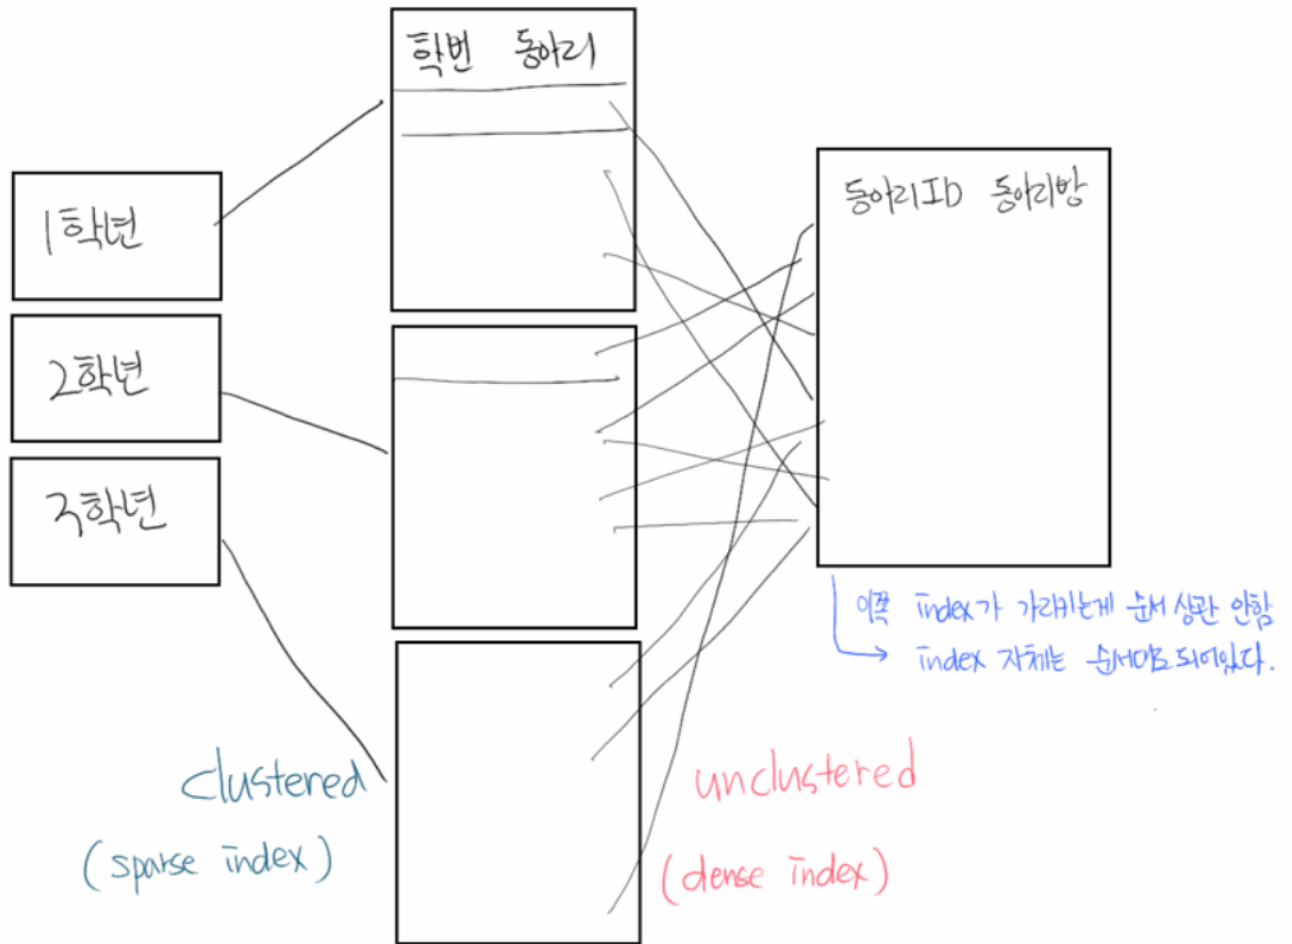 학번 동아리
1학년
2학년
3학년
동아리ID 동아리방
이쪽 index가 가리키는게 순서 상관 안함
index 자체는 순서대로 되어있다.
clustered
(sparse index)
unclustered
(dense index)